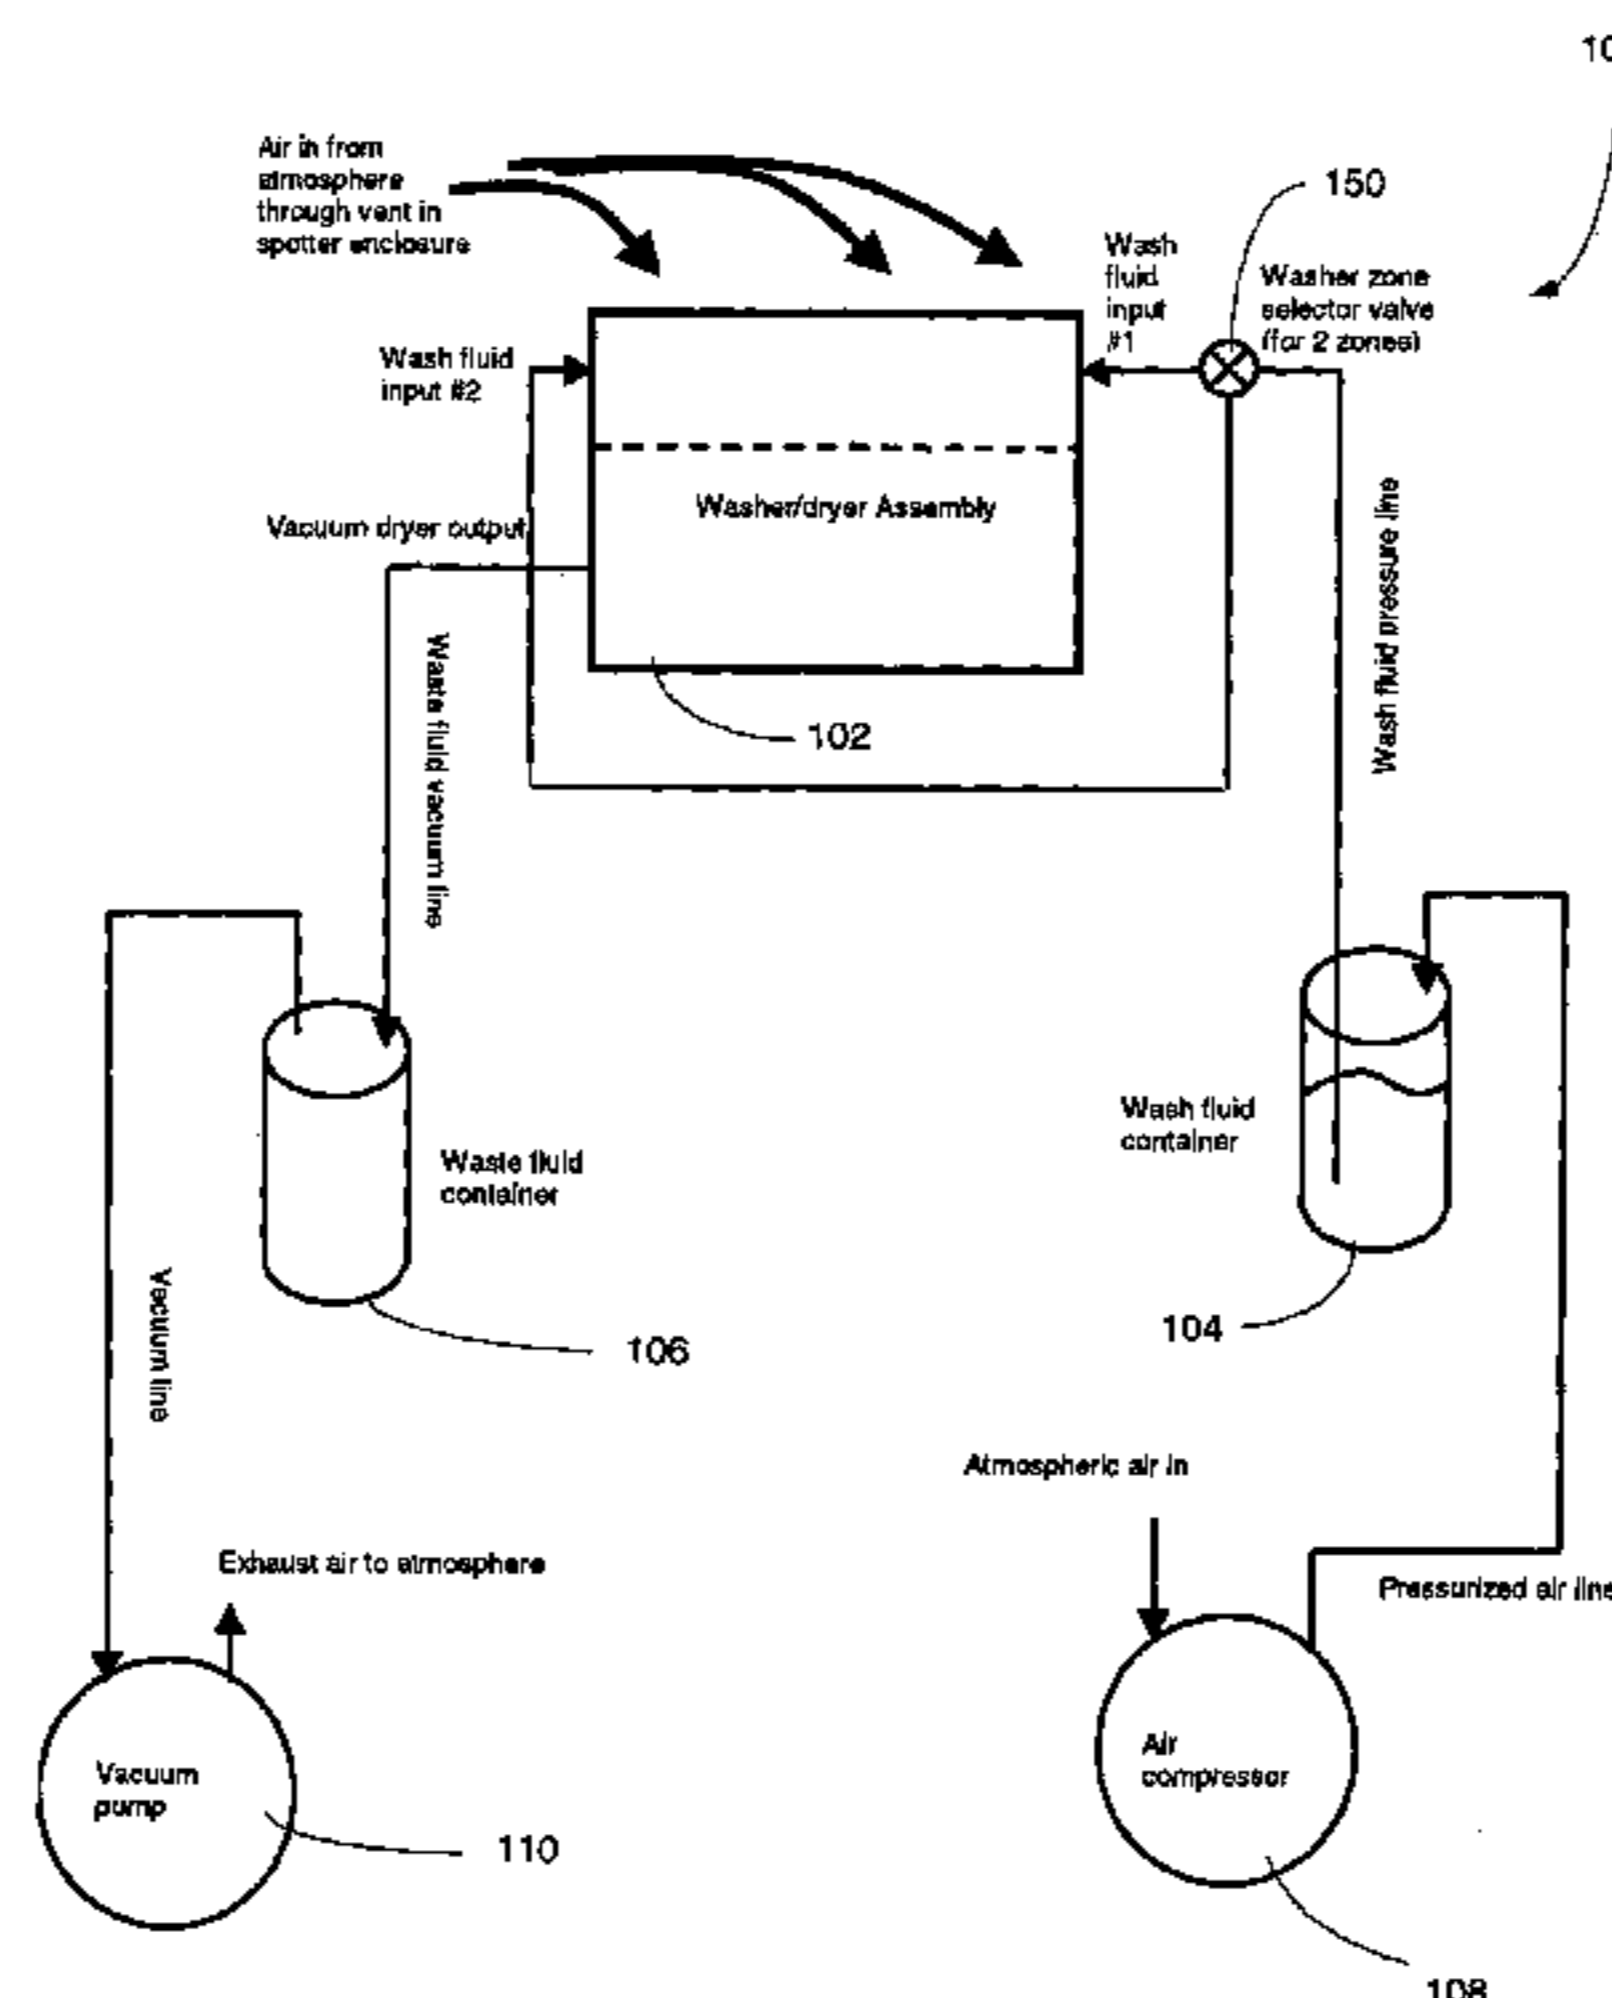 Air in from
atmosphere
through vent in
spotter enclosure
150
Wash
fluid
input
#1
Washer zone
selector valve
(for 2 zones)
Wash fluid
input #2
Washer/dryer Assembly
Vacuum dryer output
Wash fluid pressure line
Waste fluid vacuum line
102
Wash fluid
container
Waste fluid
container
104
106
Vacuum line
Atmospheric air in
Exhaust air to atmosphere
Pressurized air line
Air
compressor
Vacuum
pump
110
108